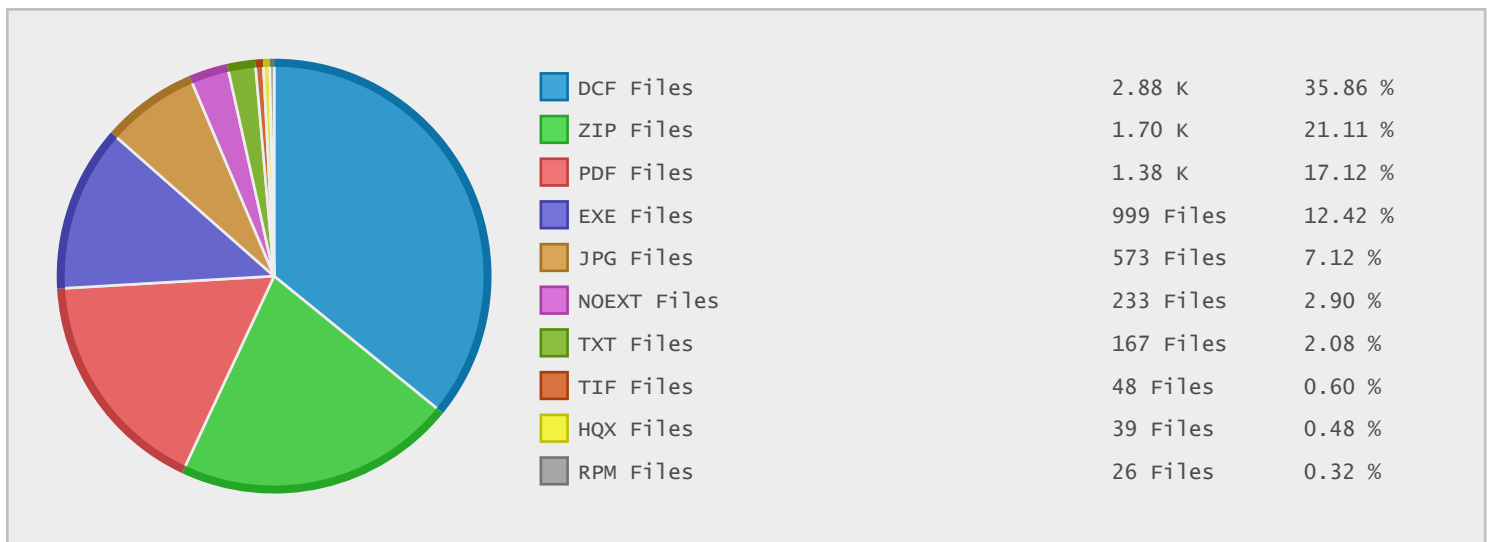 DCF Files 2.88 K 35.86 %
ZIP Files 1.70 K 21.11 %
PDF Files 1.38 K 17.12 %
EXE Files 999 Files 12.42 %
JPG Files 573 Files 7.12 %
NOEXT Files 233 Files 2.90 %
TXT Files 167 Files 2.08 %
TIF Files 48 Files 0.60 %
HQX Files 39 Files 0.48 %
RPM Files 26 Files 0.32 %